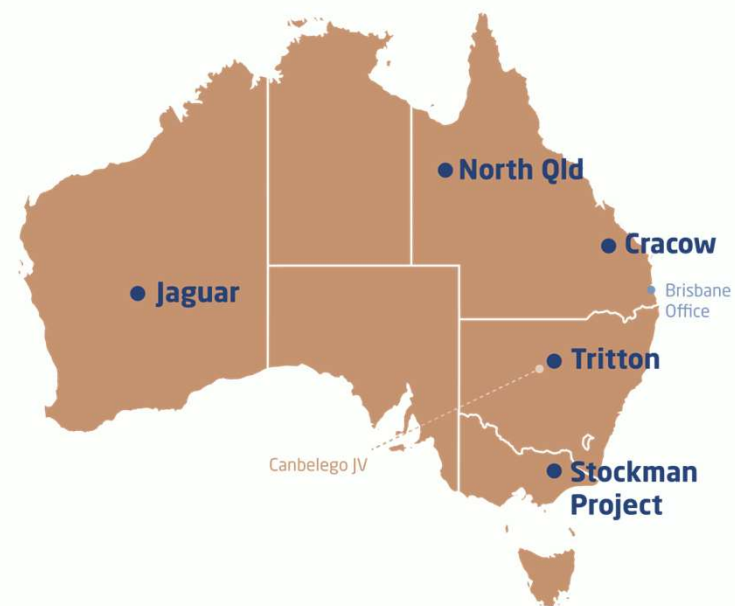 North Qld
Cracow
Jaguar
Brisbane
Office
Tritton
Canbelego JV
Stockman
Project